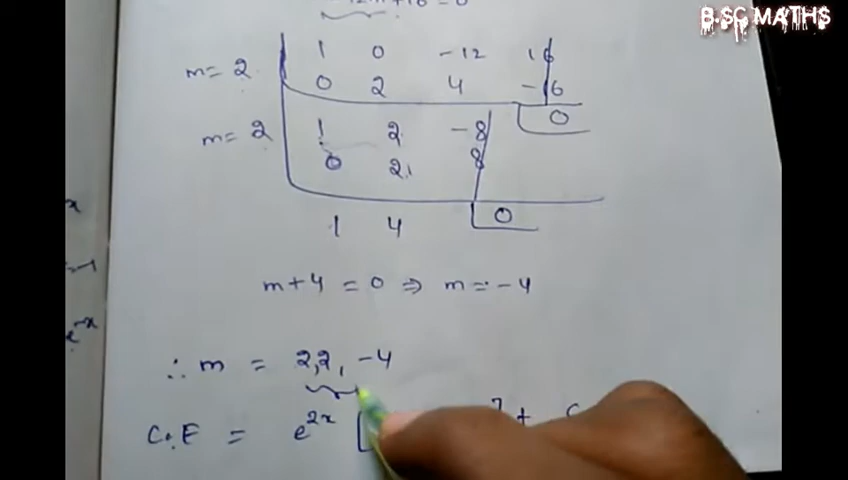 B.SC MATHS
m = 2 1 0 -12 16
0 2 4 -16
m = 2 1 2 -8 0
0 2 8
1 4 0
m + 4 = 0 ⇒ m = -4
∴ m = 2, 2, -4
C.F = e^2x [